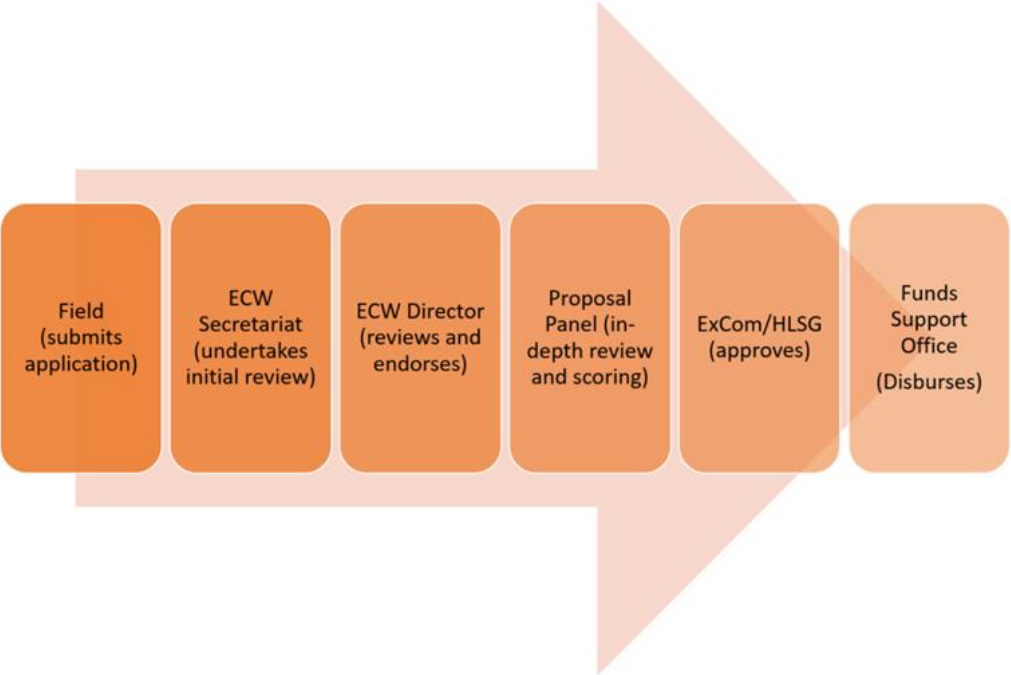 Field
(submits
application)
ECW
Secretariat
(undertakes
initial review)
ECW Director
(reviews and
endorses)
Proposal
Panel (in-
depth review
and scoring)
ExCom/HLSG
(approves)
Funds
Support
Office
(Disburses)